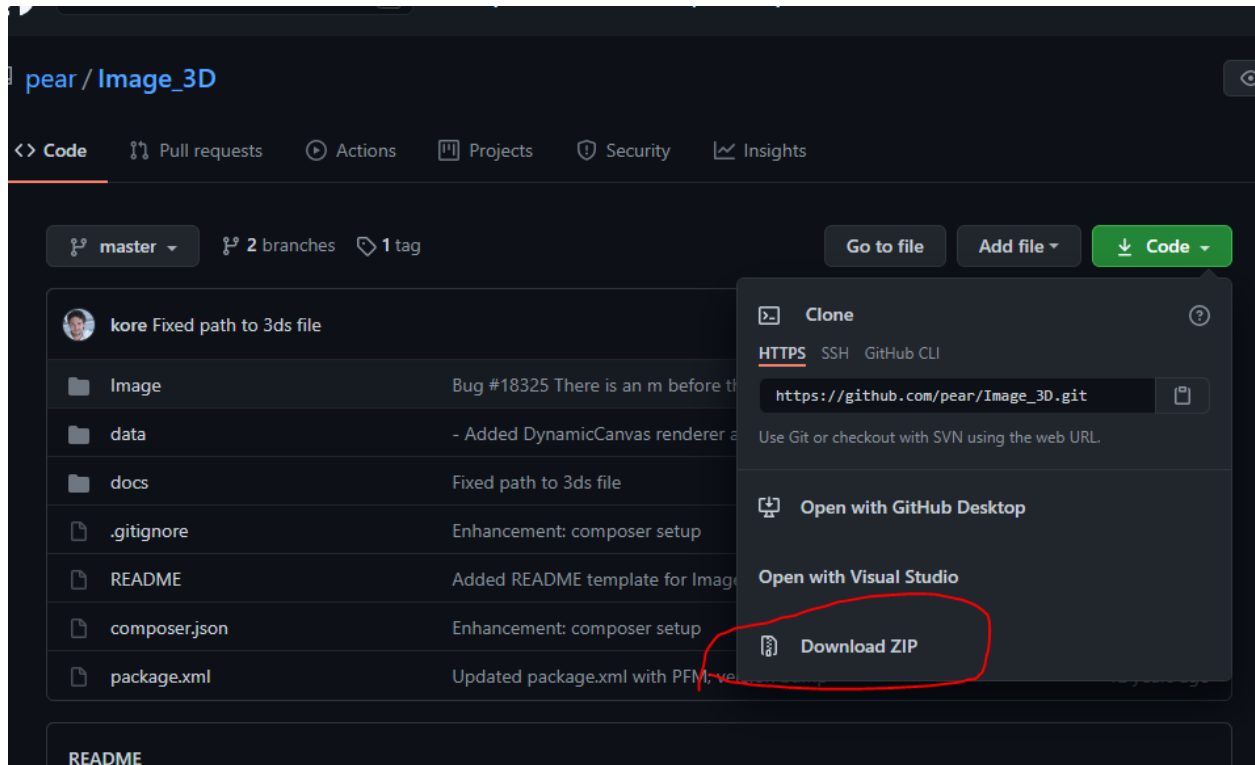 pear / Image_3D
<> Code Pull requests Actions Projects Security Insights
master 2 branches 1 tag Go to file Add file Code
kore Fixed path to 3ds file
Clone
HTTPS SSH GitHub CLI
Image Bug #18325 There is an m before
https://github.com/pear/Image_3D.git
data - Added DynamicCanvas renderer
Use Git or checkout with SVN using the web URL.
docs Fixed path to 3ds file
Open with GitHub Desktop
.gitignore Enhancement: composer setup
README Added README template for
Open with Visual Studio
composer.json Enhancement: composer setup
Download ZIP
package.xml Updated package.xml with PFM,
README